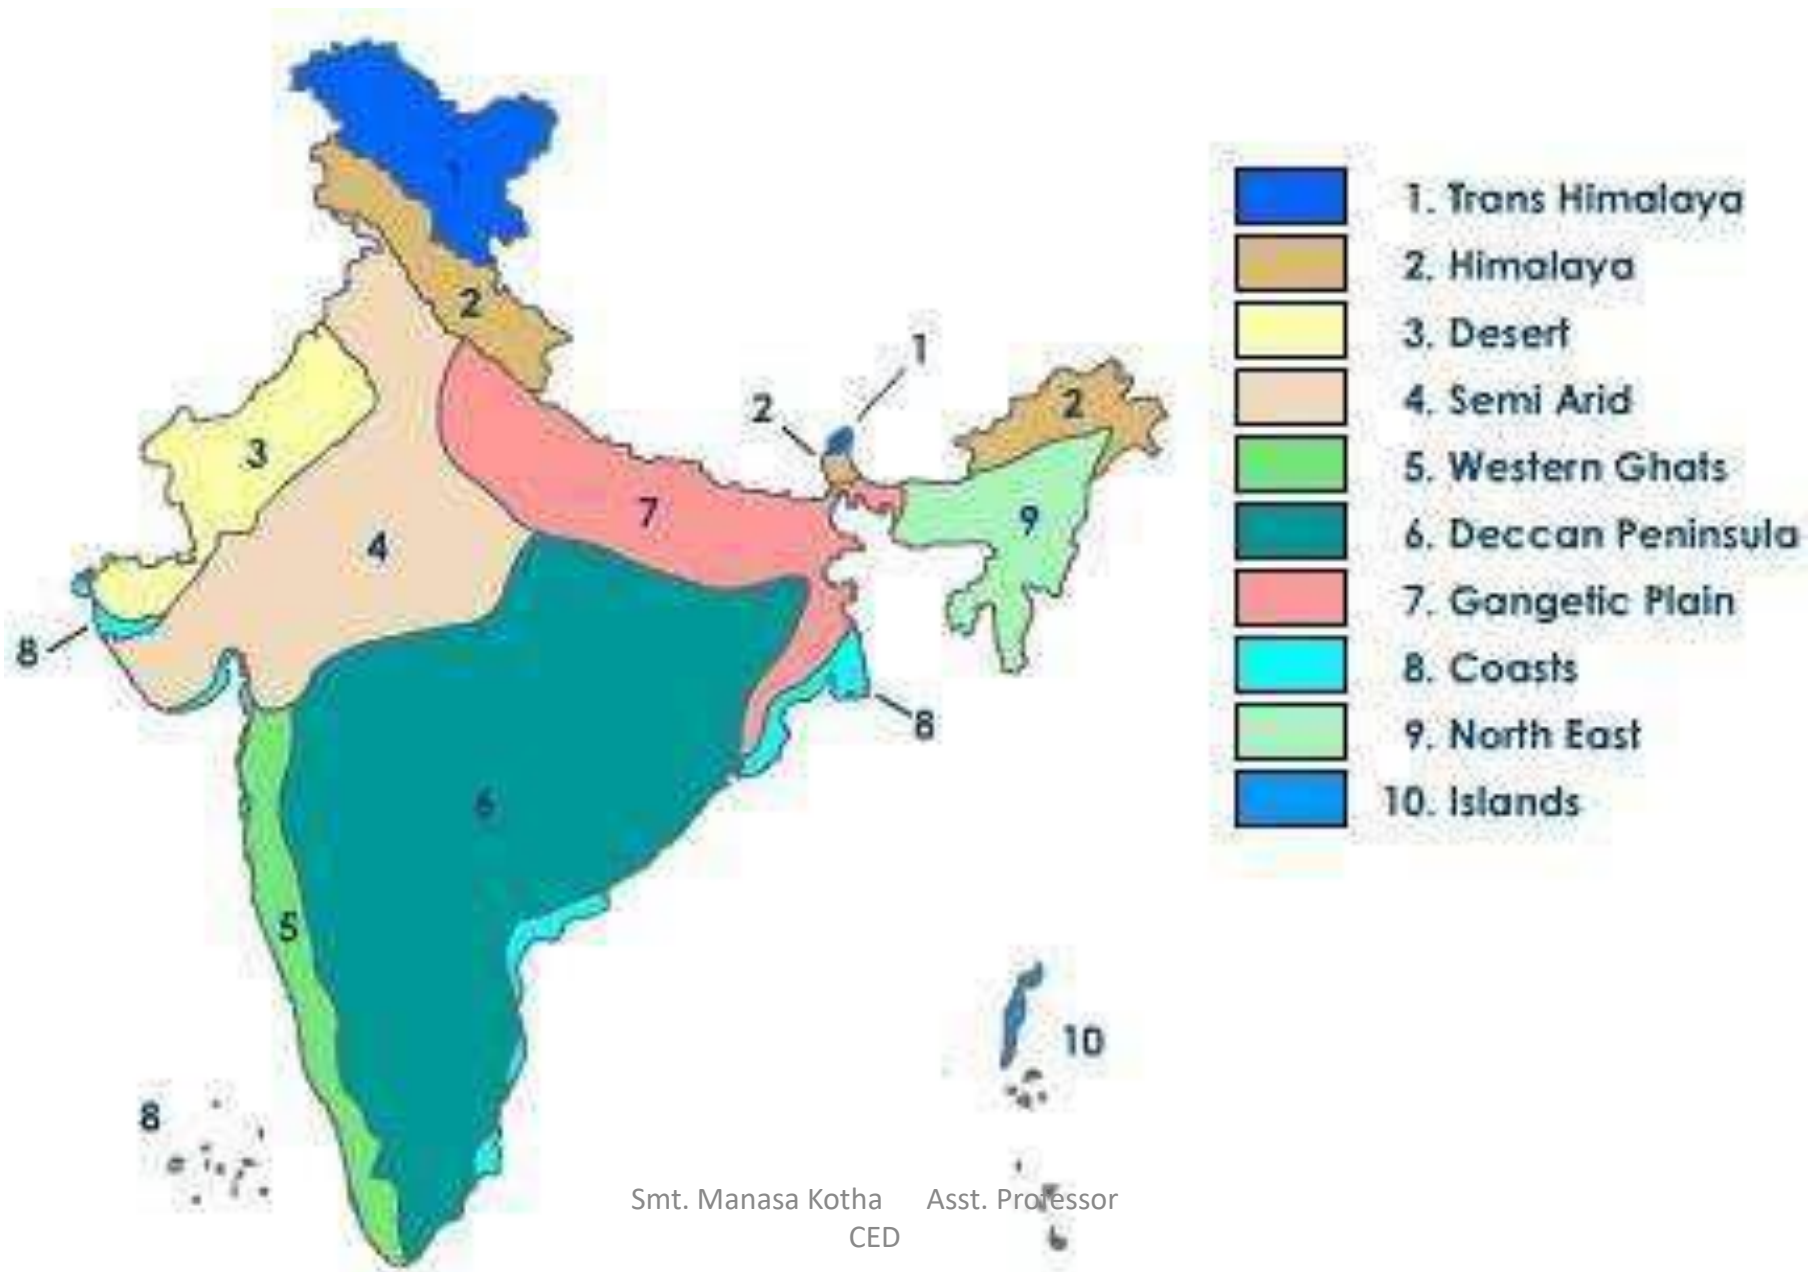 1
2
1
2
2
3
7
9
4
8
8
6
5
10
8
1. Trans Himalaya
2. Himalaya
3. Desert
4. Semi Arid
5. Western Ghats
6. Deccan Peninsula
7. Gangetic Plain
8. Coasts
9. North East
10. Islands
Smt. Manasa Kotha Asst. Professor
CED